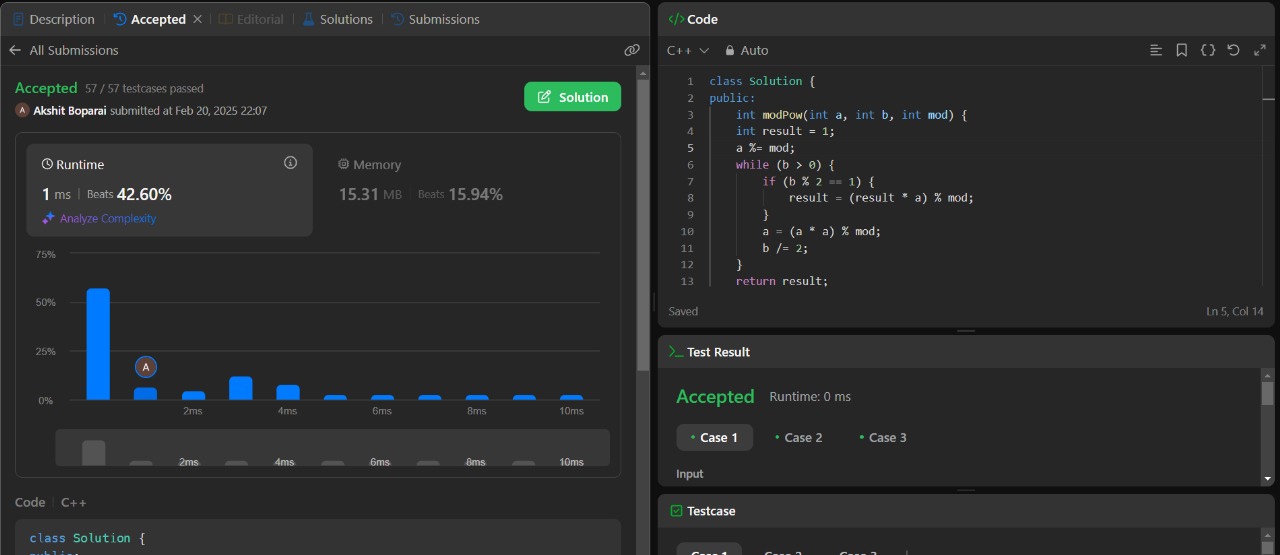 Description
Accepted
Editorial
Solutions
Submissions
All Submissions
Accepted 57 / 57 testcases passed
A Akshit Boparai submitted at Feb 20, 2025 22:07
Solution
Runtime
1 ms | Beats 42.60%
Analyze Complexity
Memory
15.31 MB | Beats 15.94%
75%
50%
25%
0%
A
2ms 4ms 6ms 8ms 10ms
2ms 4ms 6ms 8ms 10ms
Code | C++
class Solution {
public:
</> Code
C++ Auto
1 class Solution {
2 public:
3 int modPow(int a, int b, int mod) {
4 int result = 1;
5 a %= mod;
6 while (b > 0) {
7 if (b % 2 == 1) {
8 result = (result * a) % mod;
9 }
10 a = (a * a) % mod;
11 b /= 2;
12 }
13 return result;
Saved
Ln 5, Col 14
Test Result
Accepted Runtime: 0 ms
Case 1 Case 2 Case 3
Input
Testcase
Case 1 Case 2 Case 3